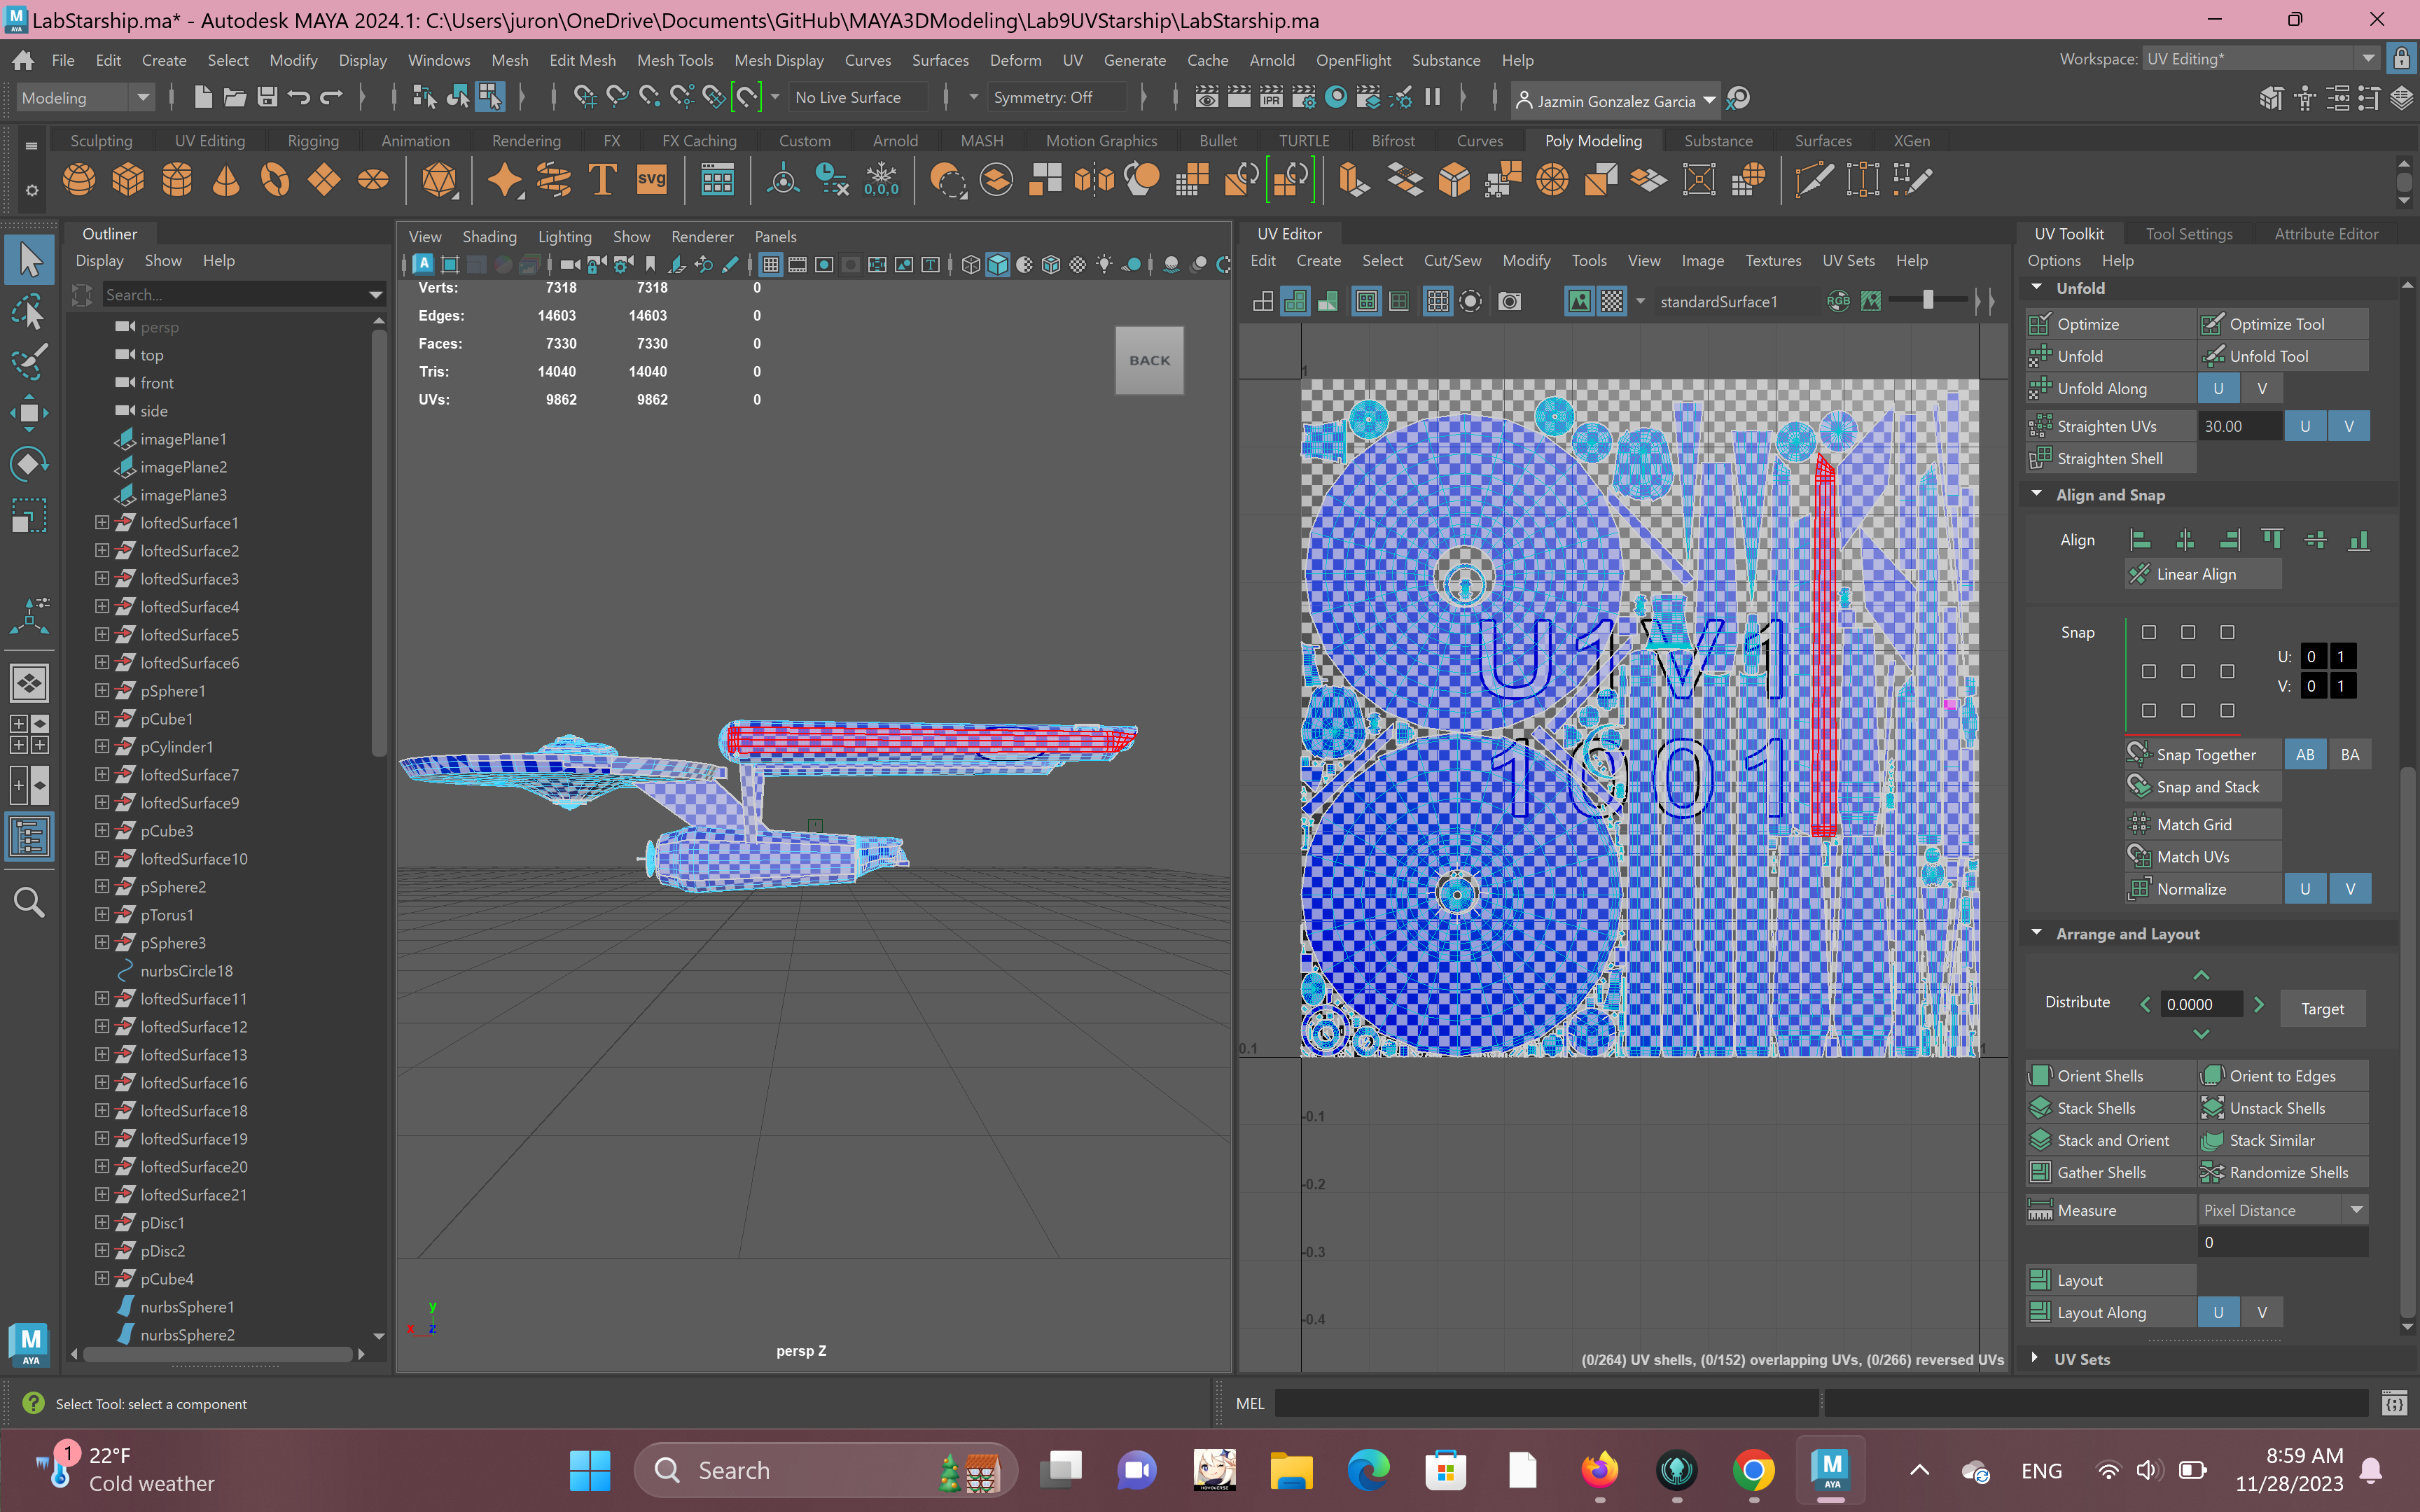 LabStarship.ma* - Autodesk MAYA 2024.1: C:\Users\juron\OneDrive\Documents\GitHub\MAYA3DModeling\Lab9UVStarship\LabStarship.ma
File Edit Create Select Modify Display Windows Mesh Edit Mesh Mesh Tools Mesh Display Curves Surfaces Deform UV Generate Cache Arnold OpenFlight Substance Help
Workspace: UV Editing*
Modeling
No Live Surface
Symmetry: Off
IPR
Jazmin Gonzalez Garcia
Sculpting UV Editing Rigging Animation Rendering FX FX Caching Custom Arnold MASH Motion Graphics Bullet TURTLE Bifrost Curves Poly Modeling Substance Surfaces XGen
T
svg
0,0,0
Outliner
Display Show Help
Search...
persp
top
front
side
imagePlane1
imagePlane2
imagePlane3
loftedSurface1
loftedSurface2
loftedSurface3
loftedSurface4
loftedSurface5
loftedSurface6
pSphere1
pCube1
pCylinder1
loftedSurface7
loftedSurface9
pCube3
loftedSurface10
pSphere2
pTorus1
pSphere3
nurbsCircle18
loftedSurface11
loftedSurface12
loftedSurface13
loftedSurface16
loftedSurface18
loftedSurface19
loftedSurface20
loftedSurface21
pDisc1
pDisc2
pCube4
nurbsSphere1
nurbsSphere2
View Shading Lighting Show Renderer Panels
Verts: 7318 7318 0
Edges: 14603 14603 0
Faces: 7330 7330 0
Tris: 14040 14040 0
UVs: 9862 9862 0
BACK
y
x z
persp Z
UV Editor
Edit Create Select Cut/Sew Modify Tools View Image Textures UV Sets Help
standardSurface1
RGB
1
U1V1
1001
0.1
1
-0.1
-0.2
-0.3
-0.4
(0/264) UV shells, (0/152) overlapping UVs, (0/266) reversed UVs
UV Toolkit Tool Settings Attribute Editor
Options Help
Unfold
Optimize Optimize Tool
Unfold Unfold Tool
Unfold Along U V
Straighten UVs 30.00 U V
Straighten Shell
Align and Snap
Align
Linear Align
Snap
U: 0 1
V: 0 1
Snap Together AB BA
Snap and Stack
Match Grid
Match UVs
Normalize U V
Arrange and Layout
Distribute 0.0000 Target
Orient Shells Orient to Edges
Stack Shells Unstack Shells
Stack and Orient Stack Similar
Gather Shells Randomize Shells
Measure Pixel Distance
0
Layout
Layout Along U V
UV Sets
M
AYA
Select Tool: select a component
MEL
1
22°F
Cold weather
Search
M
AYA
ENG
8:59 AM
11/28/2023